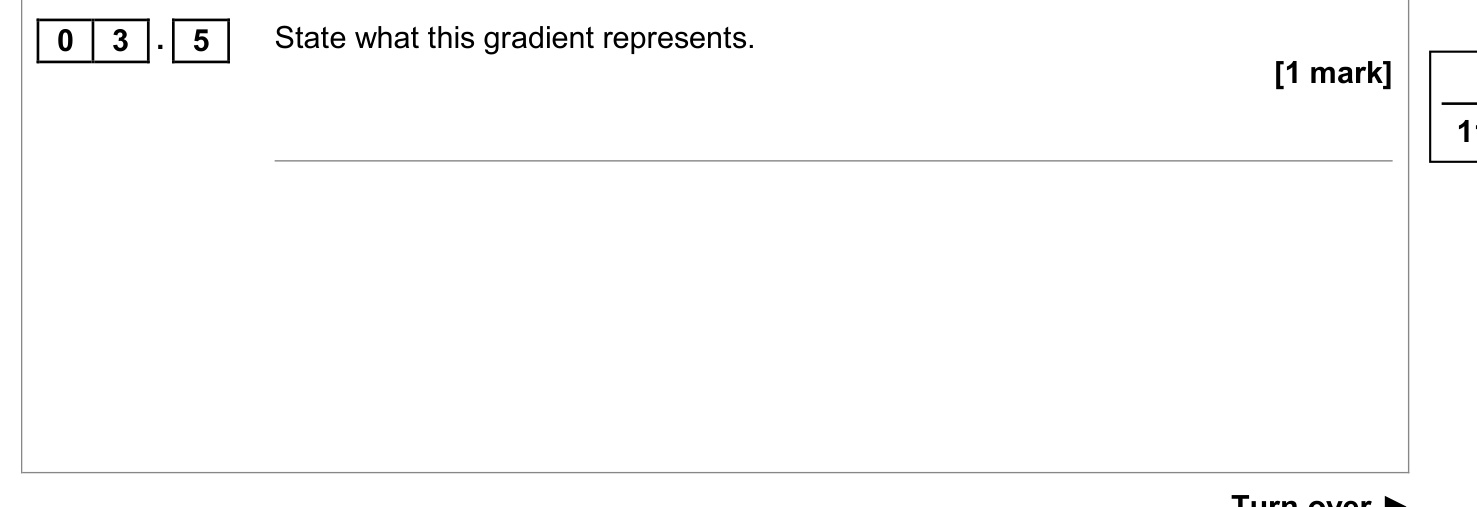 0 3 . 5 State what this gradient represents.
[1 mark]
Turn over ►